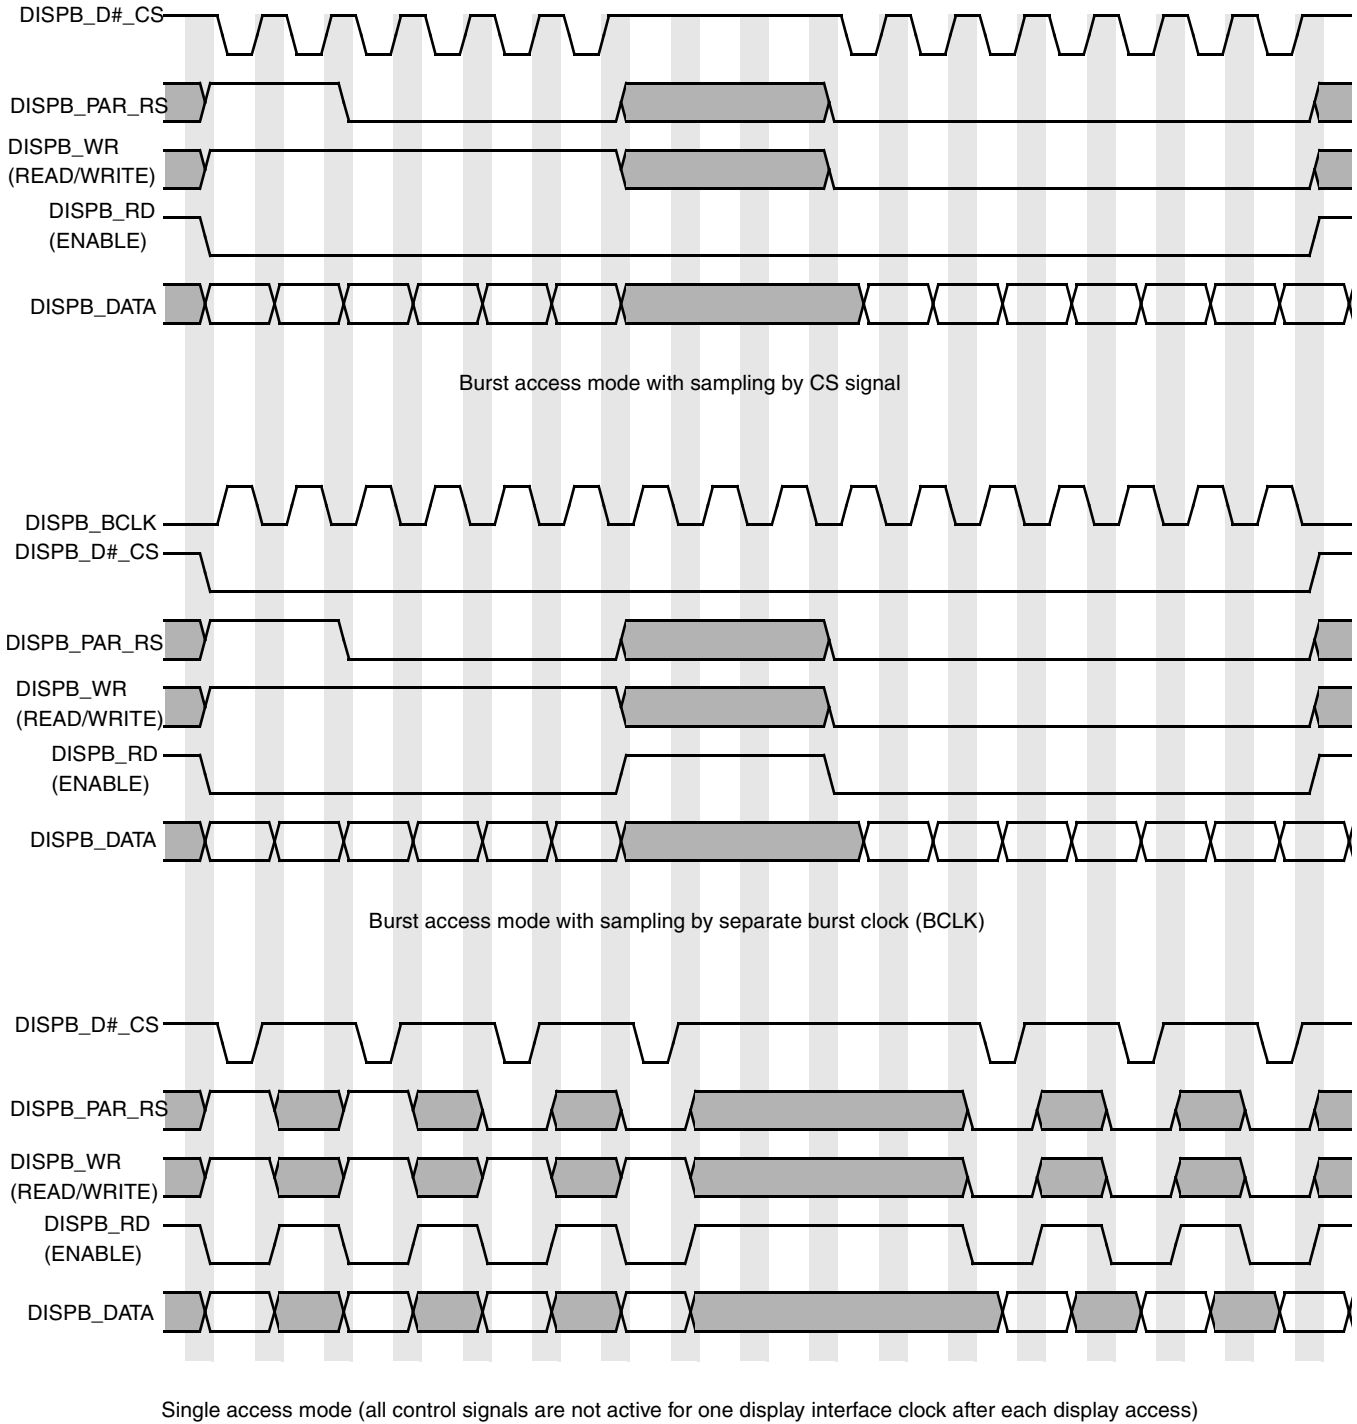 DISPB_D#_CS
DISPB_PAR_RS
DISPB_WR
(READ/WRITE)
DISPB_RD
(ENABLE)
DISPB_DATA
Burst access mode with sampling by CS signal
DISPB_BCLK
DISPB_D#_CS
DISPB_PAR_RS
DISPB_WR
(READ/WRITE)
DISPB_RD
(ENABLE)
DISPB_DATA
Burst access mode with sampling by separate burst clock (BCLK)
DISPB_D#_CS
DISPB_PAR_RS
DISPB_WR
(READ/WRITE)
DISPB_RD
(ENABLE)
DISPB_DATA
Single access mode (all control signals are not active for one display interface clock after each display access)